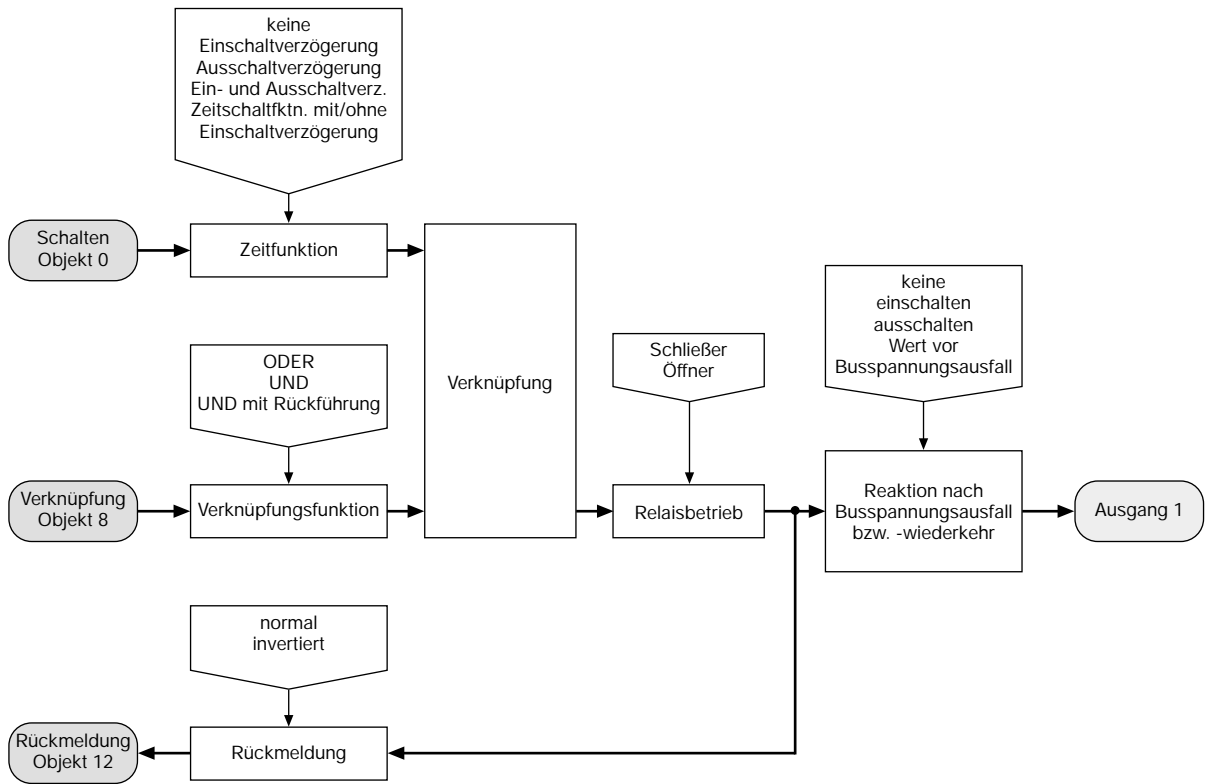 keine
Einschaltverzögerung
Ausschaltverzögerung
Ein- und Ausschaltverz.
Zeitschaltfktn. mit/ohne
Einschaltverzögerung
Schalten
Objekt 0
Zeitfunktion
Verknüpfung
keine
einschalten
ausschalten
Wert vor
Busspannungsausfall
Schließer
Öffner
ODER
UND
UND mit Rückführung
Verknüpfung
Objekt 8
Verknüpfungsfunktion
Relaisbetrieb
Reaktion nach
Busspannungsausfall
bzw. -wiederkehr
Ausgang 1
normal
invertiert
Rückmeldung
Objekt 12
Rückmeldung